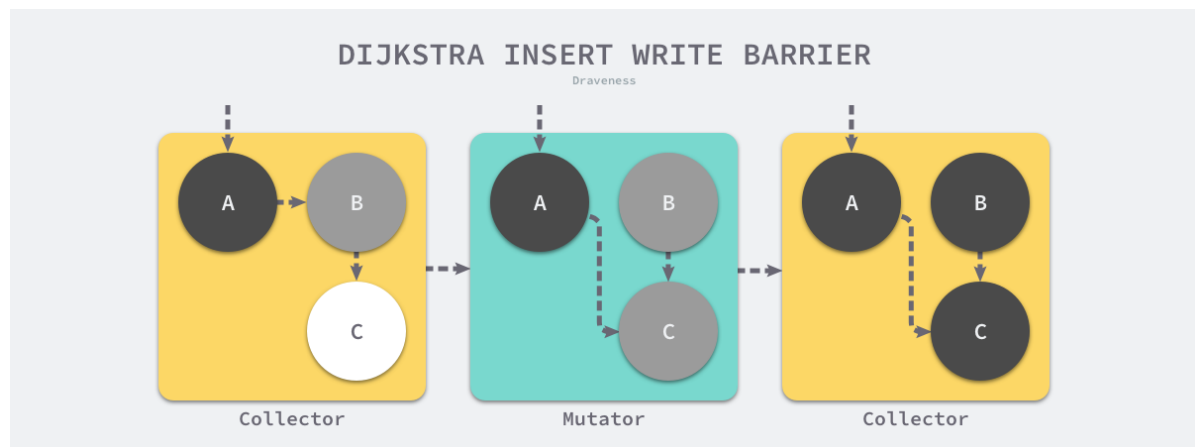 DIJKSTRA INSERT WRITE BARRIER
Draveness
A B A B A B
C C C
Collector Mutator Collector